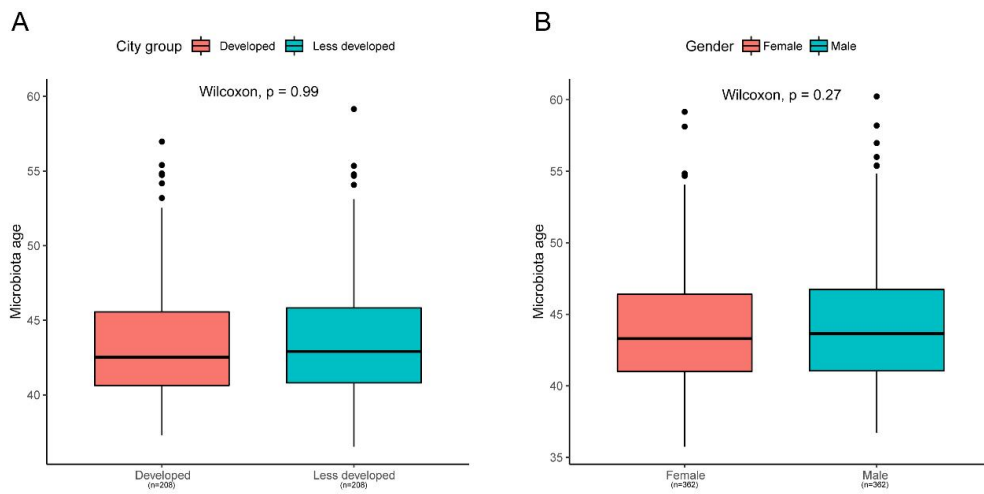 A
City group Developed Less developed
Wilcoxon, p = 0.99
60
55
50
45
40
Microbiota age
Developed
(n=208)
Less developed
(n=208)
B
Gender Female Male
Wilcoxon, p = 0.27
60
55
50
45
40
35
Microbiota age
Female
(n=362)
Male
(n=362)